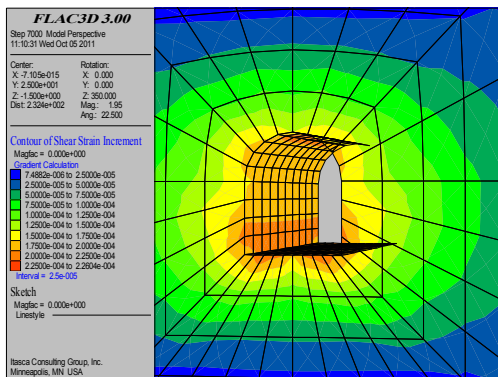 FLAC3D 3.00
Step 7000 Model Perspective
11:10:31 Wed Oct 05 2011
Center: Rotation:
X: -7.105e-015 X: 0.000
Y: 2.500e+001 Y: 0.000
Z: -1.500e+000 Z: 350.000
Dist: 2.324e+002 Mag.: 1.95
Ang.: 22.500
Contour of Shear Strain Increment
Magfac = 0.000e+000
Gradient Calculation
7.4882e-006 to 2.5000e-005
2.5000e-005 to 5.0000e-005
5.0000e-005 to 7.5000e-005
7.5000e-005 to 1.0000e-004
1.0000e-004 to 1.2500e-004
1.2500e-004 to 1.5000e-004
1.5000e-004 to 1.7500e-004
1.7500e-004 to 2.0000e-004
2.0000e-004 to 2.2500e-004
2.2500e-004 to 2.2604e-004
Interval = 2.5e-005
Sketch
Magfac = 0.000e+000
Linestyle
Itasca Consulting Group, Inc.
Minneapolis, MN USA